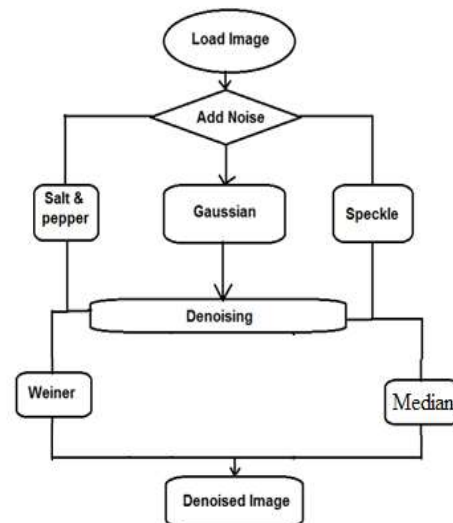 Load Image
Add Noise
Salt &
pepper
Gaussian
Speckle
Denoising
Weiner
Median
Denoised Image